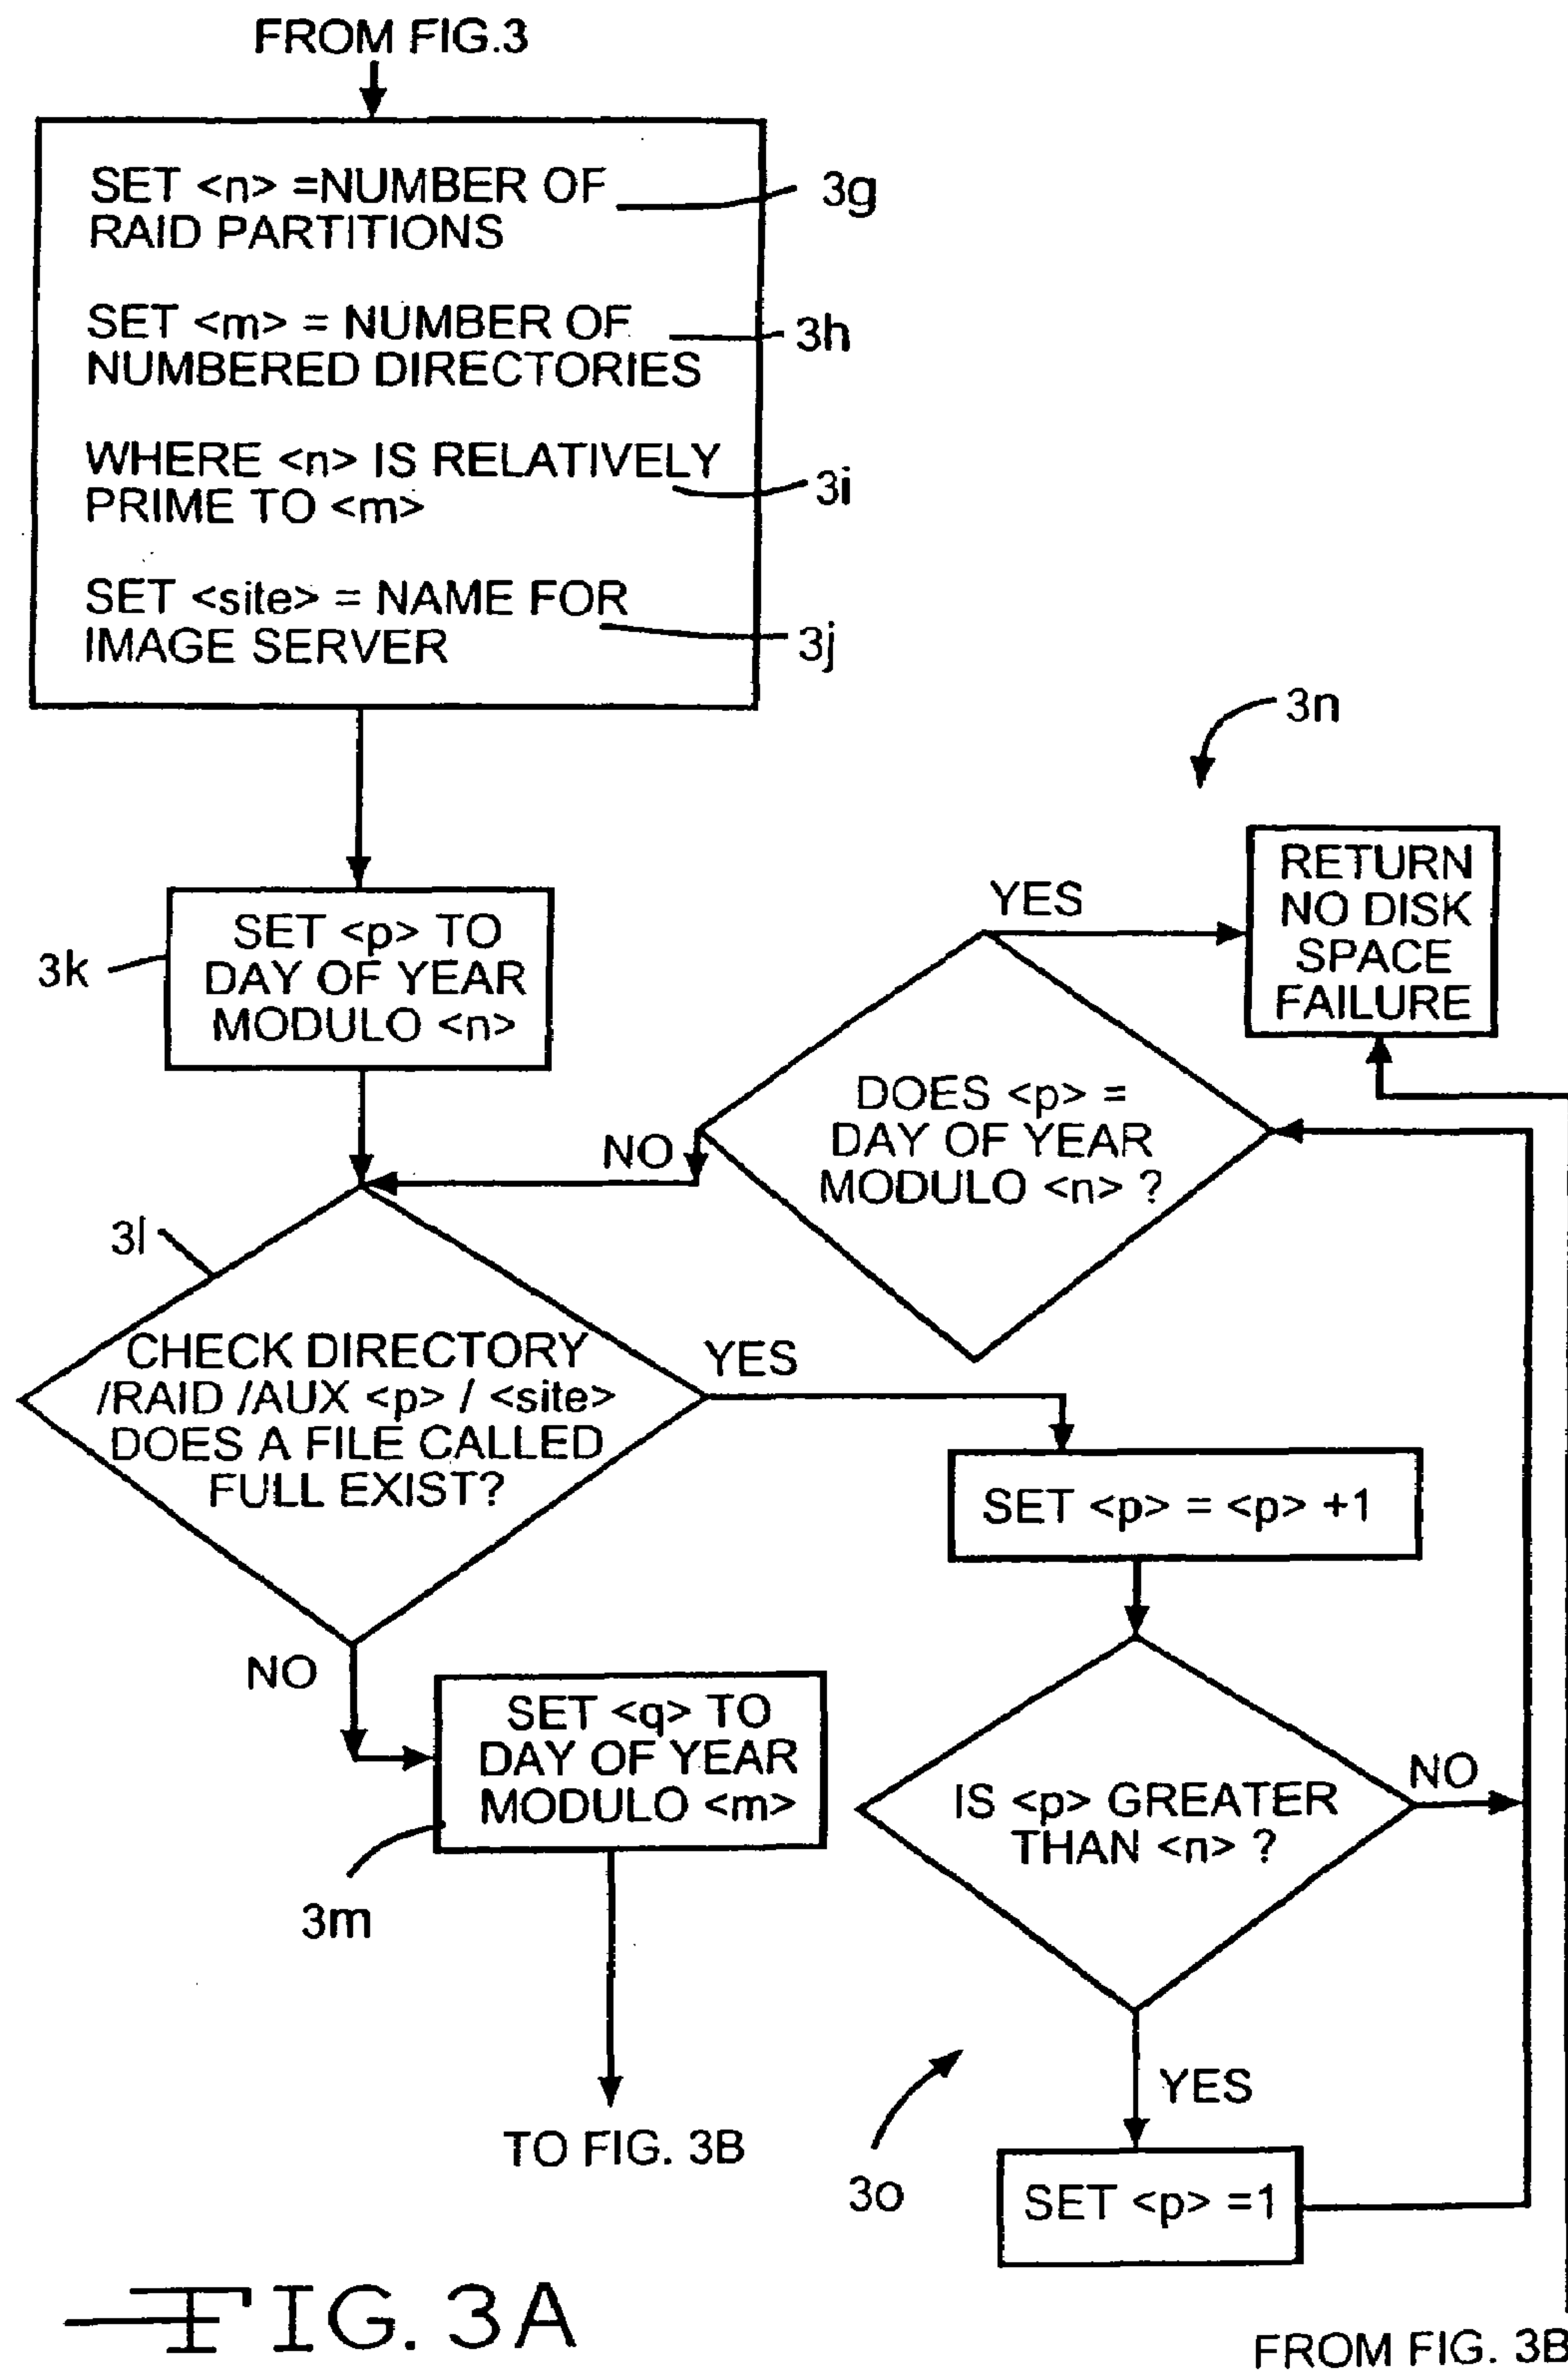 FROM FIG.3
SET <n> =NUMBER OF
RAID PARTITIONS
3g
SET <m> = NUMBER OF
NUMBERED DIRECTORIES
3h
WHERE <n> IS RELATIVELY
PRIME TO <m>
3i
SET <site> = NAME FOR
IMAGE SERVER
3j
3n
SET <p> TO
DAY OF YEAR
MODULO <n>
3k
YES
RETURN
NO DISK
SPACE
FAILURE
DOES <p> =
DAY OF YEAR
MODULO <n> ?
NO
3l
CHECK DIRECTORY
/RAID /AUX <p> / <site>
DOES A FILE CALLED
FULL EXIST?
YES
SET <p> = <p> +1
NO
SET <q> TO
DAY OF YEAR
MODULO <m>
3m
IS <p> GREATER
THAN <n> ?
NO
YES
3o
SET <p> =1
TO FIG. 3B
FIG. 3A
FROM FIG. 3B